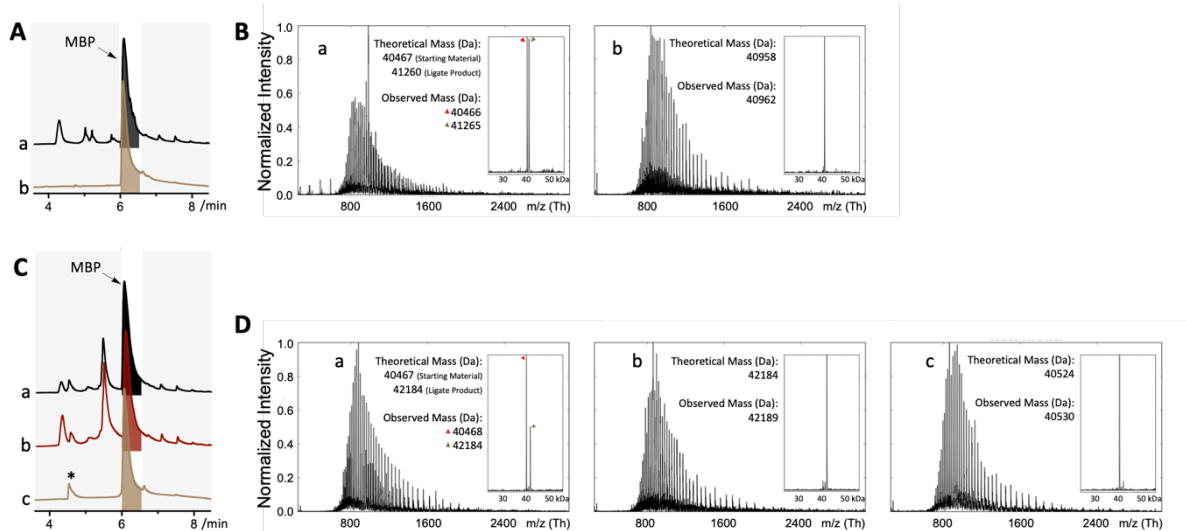 A
MBP
a
b
4 6 8 /min
B
Normalized Intensity
1.0
0.8
0.6
0.4
0.2
0.0
a
Theoretical Mass (Da):
40467 (Starting Material)
41260 (Ligate Product)
Observed Mass (Da):
40466
41265
30 40 50 kDa
800 1600 2400 m/z (Th)
b
Theoretical Mass (Da):
40958
Observed Mass (Da):
40962
30 40 50 kDa
800 1600 2400 m/z (Th)
C
MBP
a
b
*
c
4 6 8 /min
D
Normalized Intensity
1.0
0.8
0.6
0.4
0.2
0.0
a
Theoretical Mass (Da):
40467 (Starting Material)
42184 (Ligate Product)
Observed Mass (Da):
40468
42184
30 40 50 kDa
800 1600 2400 m/z (Th)
b
Theoretical Mass (Da):
42184
Observed Mass (Da):
42189
30 40 50 kDa
800 1600 2400 m/z (Th)
c
Theoretical Mass (Da):
40524
Observed Mass (Da):
40530
30 40 50 kDa
800 1600 2400 m/z (Th)